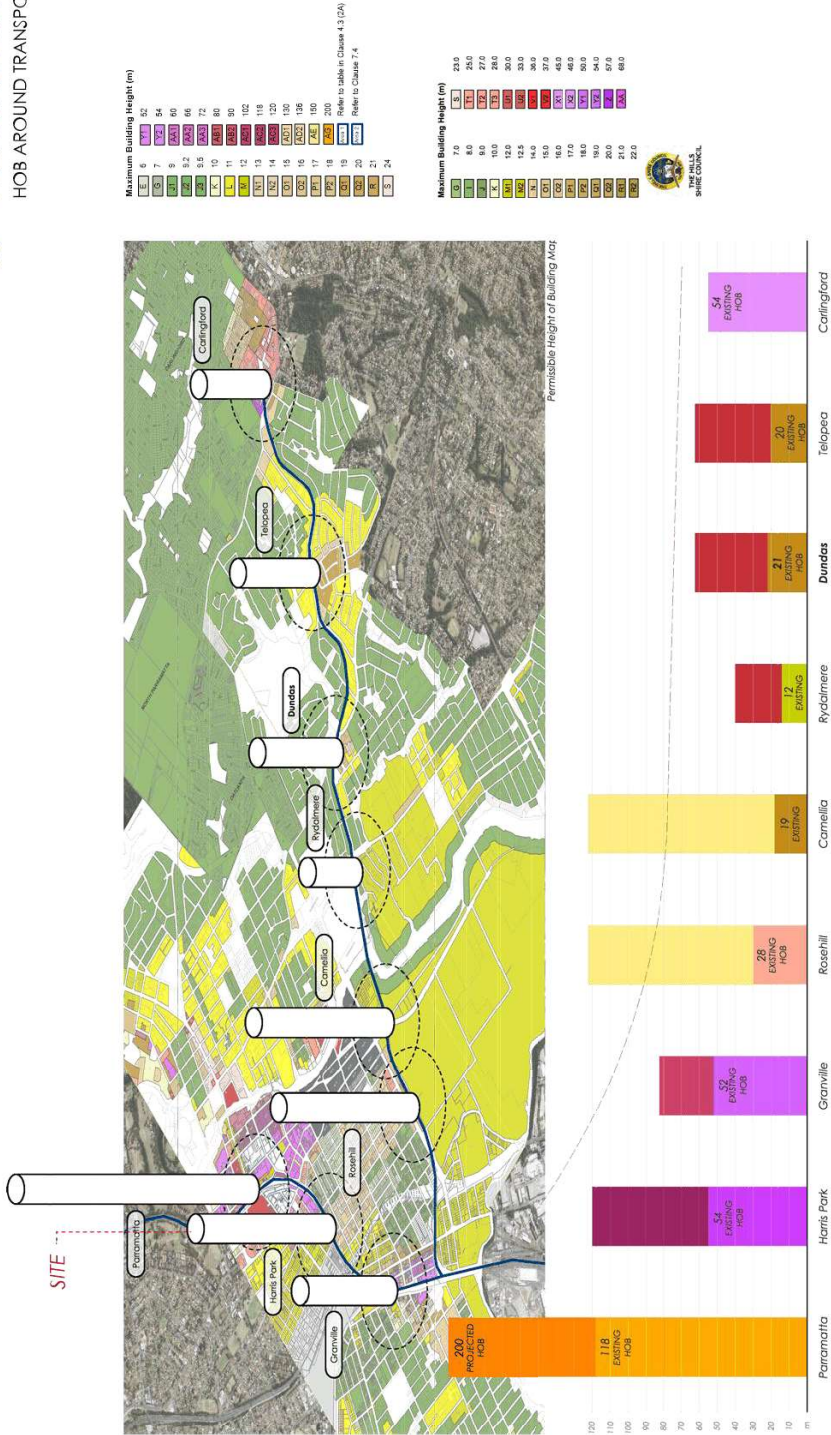 HOB AROUND TRANSPO
Maximum Building Height (m)
E 6 Y1 52
G 7 Y2 54
J1 9 AA1 60
J2 9.2 AA2 66
J3 9.5 AA3 72
K 10 AB1 80
L 11 AB2 90
M 12 AC1 102
N1 13 AC2 118
N2 14 AC3 120
O1 15 AD1 130
O2 16 AD2 136
P1 17 AE 150
P2 18 AG 200
Q1 19 Area 1 Refer to table in Clause 4.3 (2A)
Q2 20 Area 2 Refer to Clause 7.4
R 21
S 24
Maximum Building Height (m)
G 7.0 S 23.0
I 8.0 T1 25.0
J 9.0 T2 27.0
K 10.0 T3 28.0
M1 12.0 U1 30.0
M2 12.5 U2 33.0
N 14.0 V1 36.0
O1 15.0 V2 37.0
O2 16.0 X1 45.0
P1 17.0 X2 46.0
P2 18.0 Y1 50.0
Q1 19.0 Y2 54.0
Q2 20.0 Z 57.0
R1 21.0 AA 68.0
R2 22.0
THE HILLS
SHIRE COUNCIL
SITE
Parramatta
Harris Park
Granville
Rosehill
Camellia
Rydalmere
Dundas
Telopea
Carlingford
Permissible Height of Building Map
120
110
100
90
80
70
60
50
40
30
20
10
m
200
PROJECTED
HOB
118
EXISTING
HOB
54
EXISTING
HOB
52
EXISTING
HOB
28
EXISTING
HOB
19
EXISTING
12
EXISTING
21
EXISTING
HOB
20
EXISTING
HOB
54
EXISTING
HOB
Parramatta
Harris Park
Granville
Rosehill
Camellia
Rydalmere
Dundas
Telopea
Carlingford